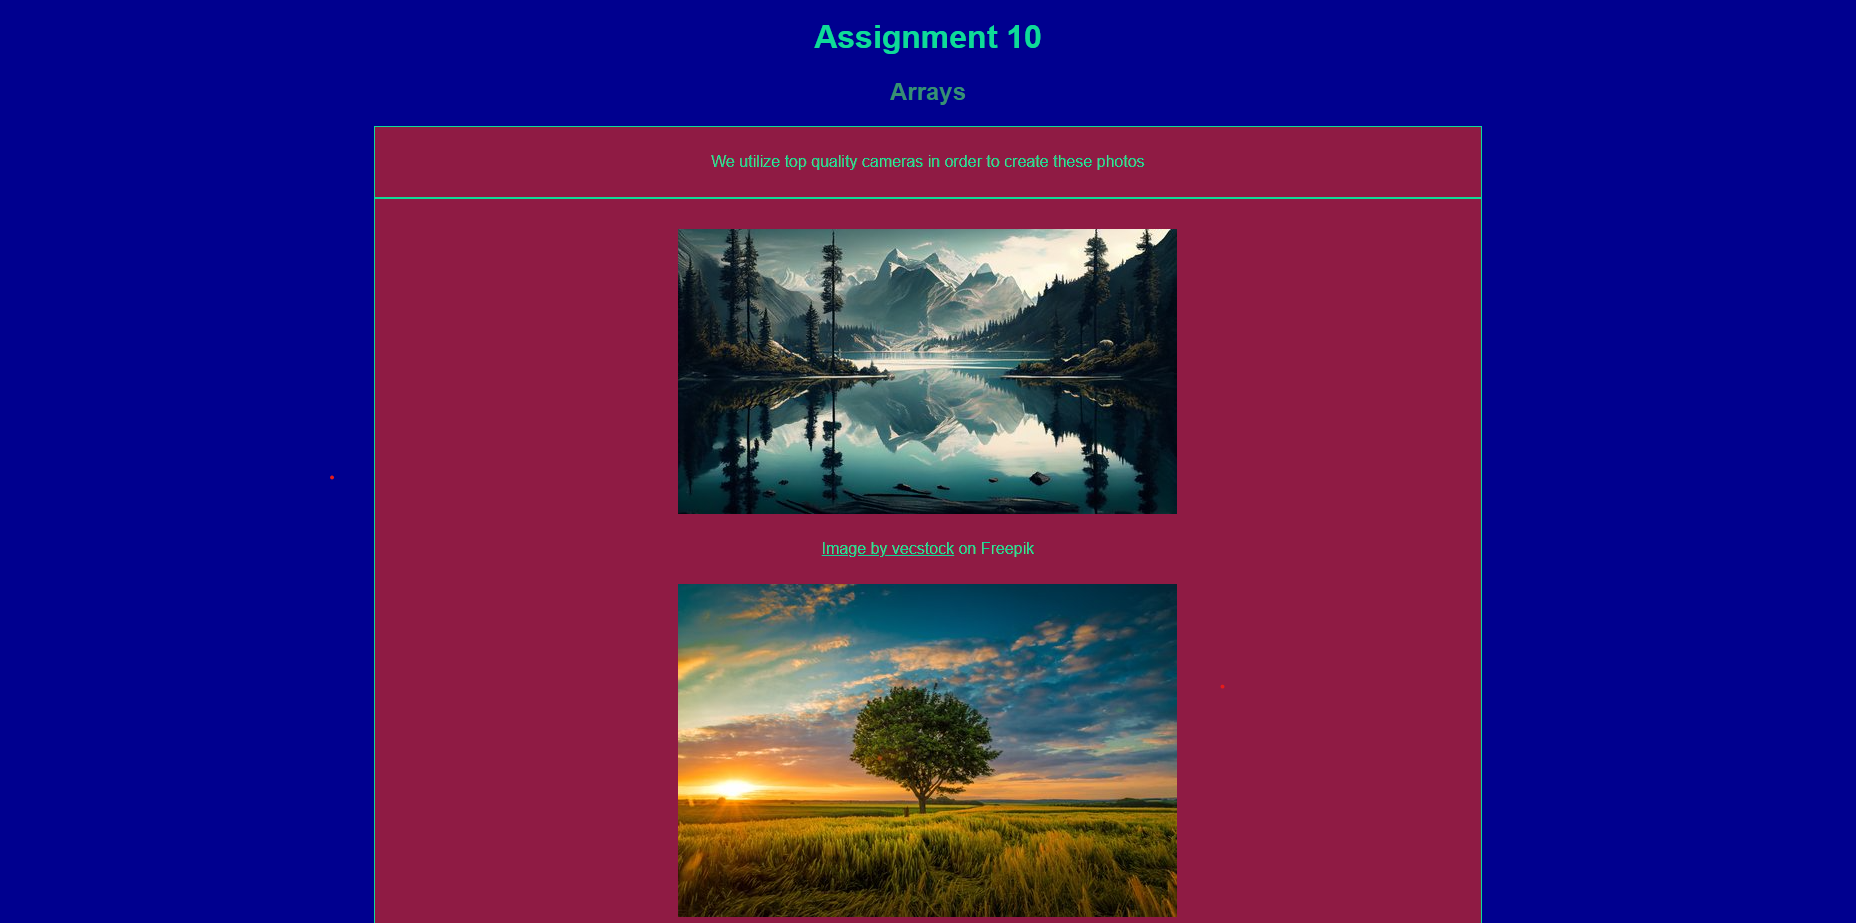 Assignment 10
Arrays
We utilize top quality cameras in order to create these photos
Image by vecstock on Freepik